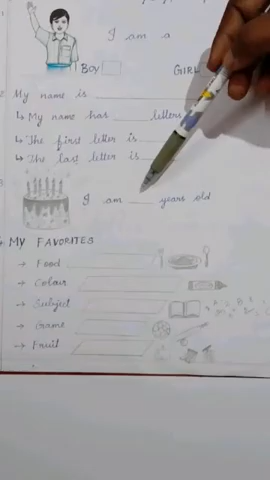 I am a
Boy GIRL
My name is
↳ My name has letters
↳ The first letter is
↳ The last letter is
I am ___ years old
MY FAVORITES
→ Food
→ Colour
→ Subject
→ Game
→ Fruit